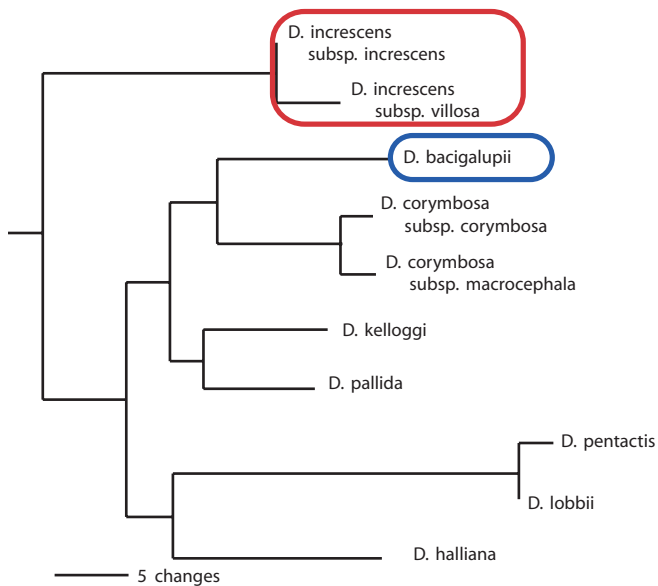 D. increscens
subsp. increscens
D. increscens
subsp. villosa
D. bacigalupii
D. corymbosa
subsp. corymbosa
D. corymbosa
subsp. macrocephala
D. kelloggi
D. pallida
D. pentactis
D. lobbii
D. halliana
5 changes